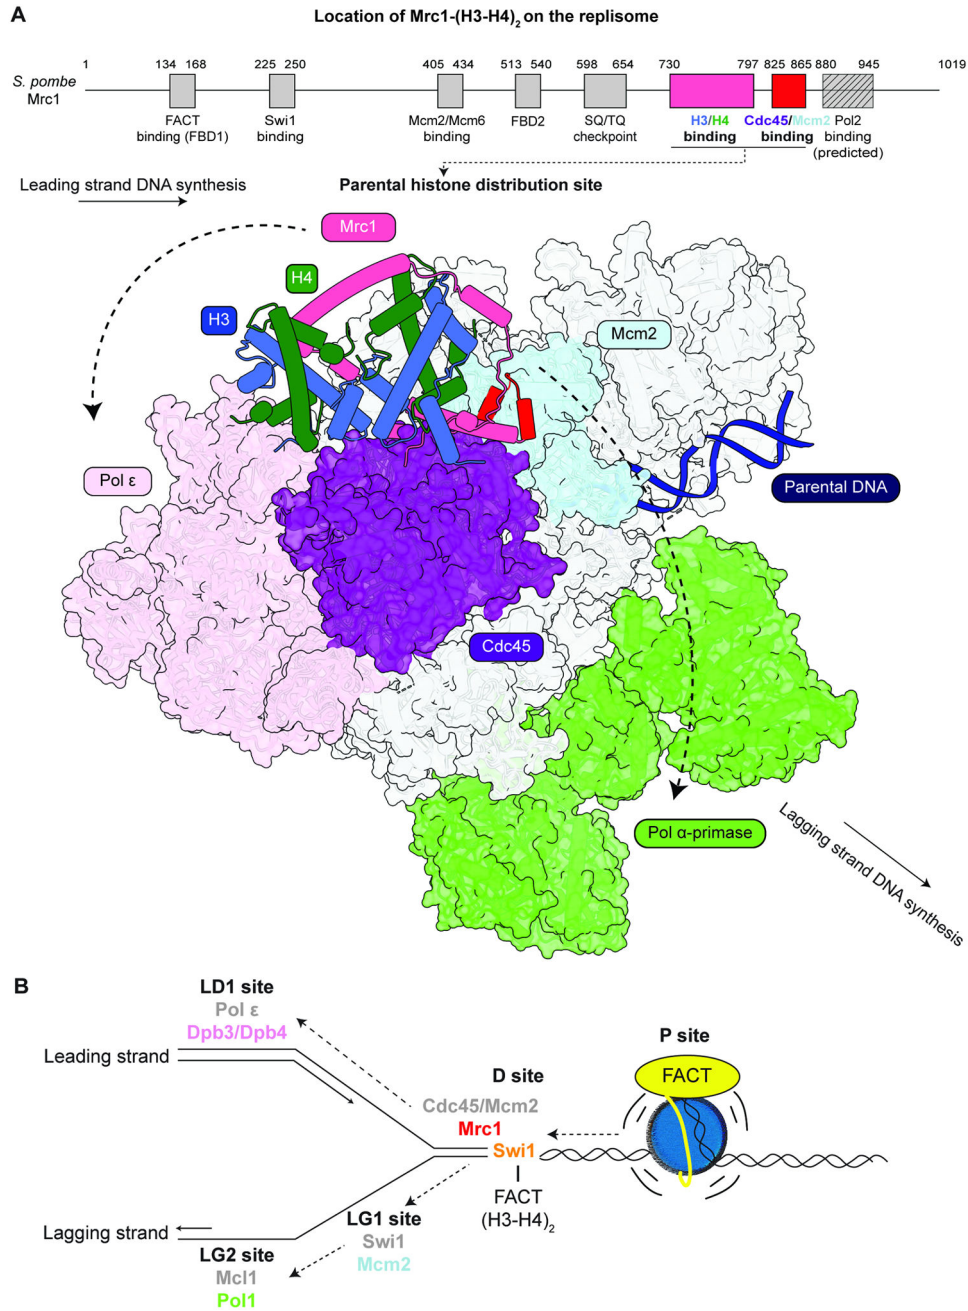 A
Location of Mrc1-(H3-H4)2 on the replisome
1 134 168 225 250 405 434 513 540 598 654 730 797 825 865 880 945 1019
S. pombe
Mrc1
FACT
binding (FBD1)
Swi1
binding
Mcm2/Mcm6
binding
FBD2
SQ/TQ
checkpoint
H3/H4
binding
Cdc45/Mcm2
binding
Pol2
binding
(predicted)
Leading strand DNA synthesis
Parental histone distribution site
Mrc1
H4
H3
Mcm2
Pol ε
Parental DNA
Cdc45
Pol α-primase
Lagging strand DNA synthesis
B
LD1 site
Pol ε
Dpb3/Dpb4
Leading strand
P site
FACT
D site
Cdc45/Mcm2
Mrc1
Swi1
FACT
(H3-H4)2
LG1 site
Swi1
Mcm2
Lagging strand
LG2 site
Mcl1
Pol1